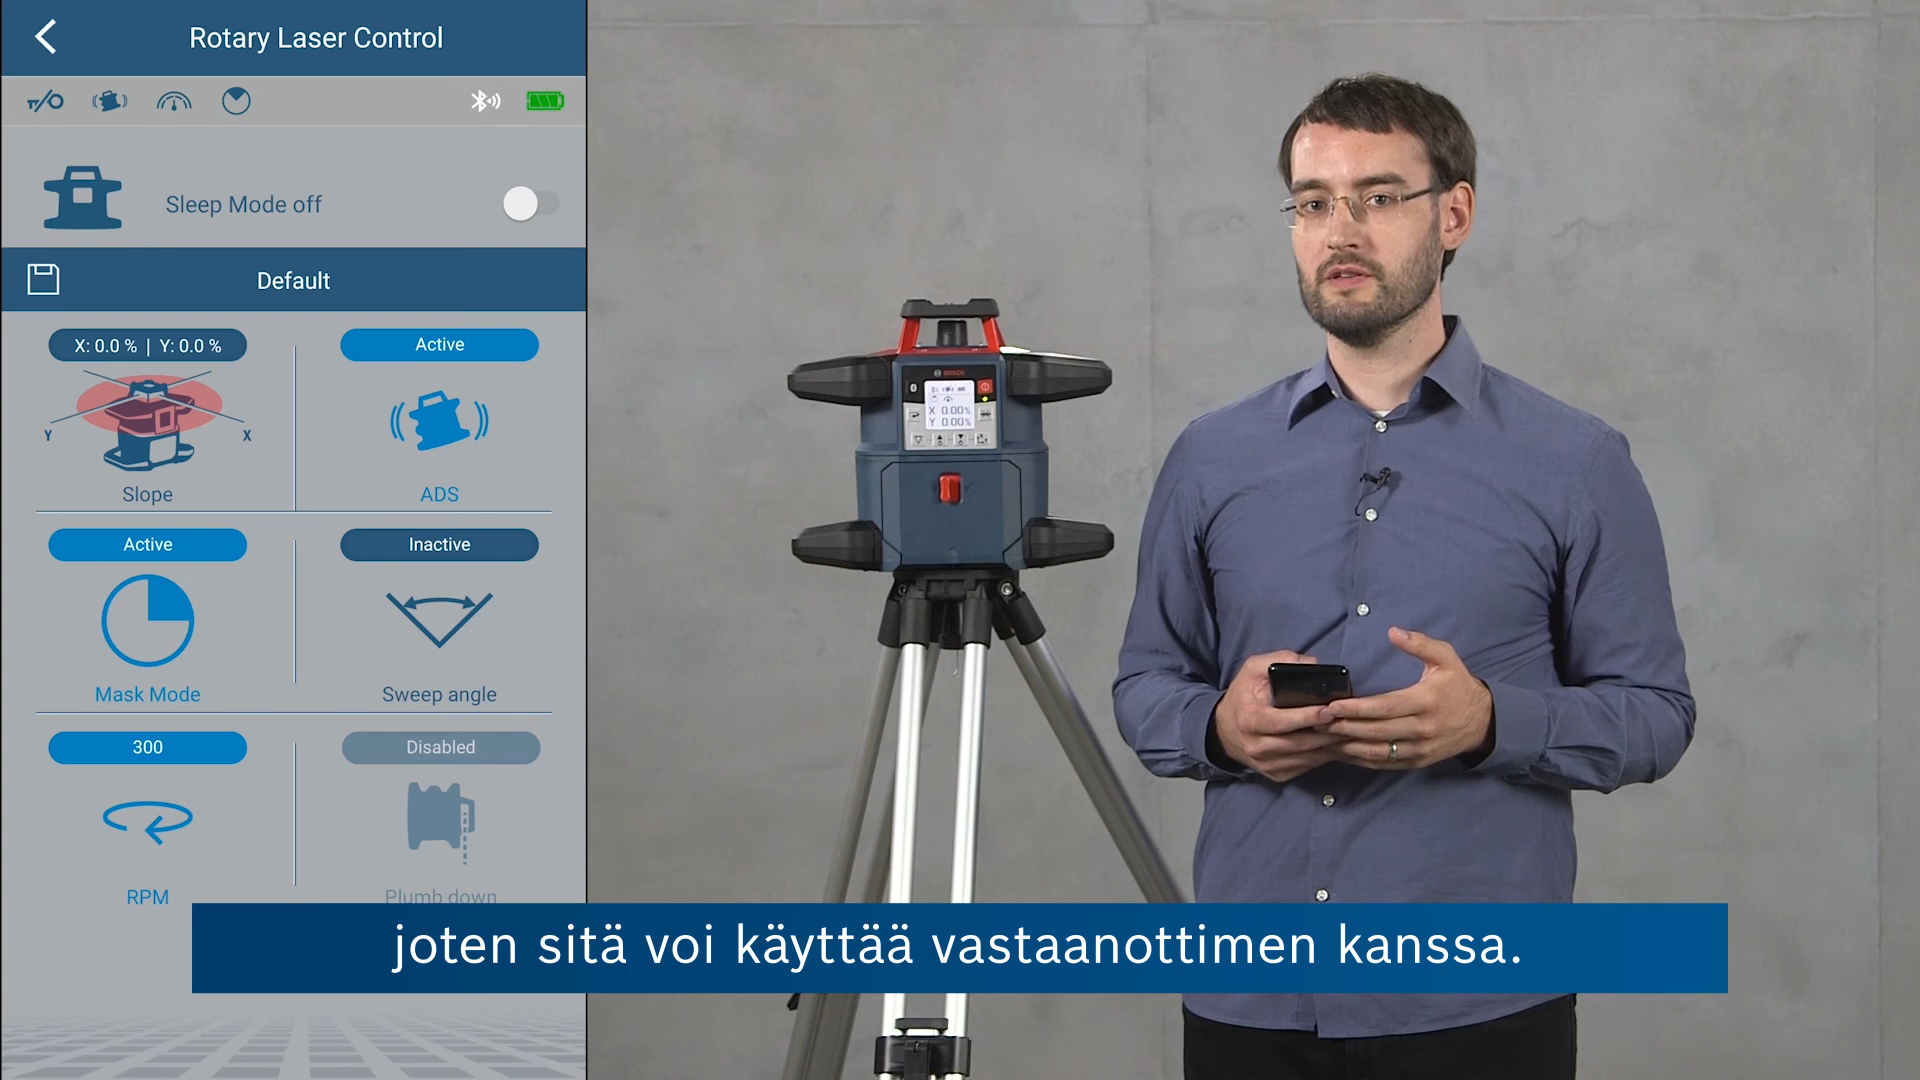 Rotary Laser Control
Sleep Mode off
Default
X: 0.0 % | Y: 0.0 %
Active
Y
X
Slope
ADS
Active
Inactive
Mask Mode
Sweep angle
300
Disabled
RPM
Plumb down
BOSCH
X 0.00%
Y 0.00%
joten sitä voi käyttää vastaanottimen kanssa.